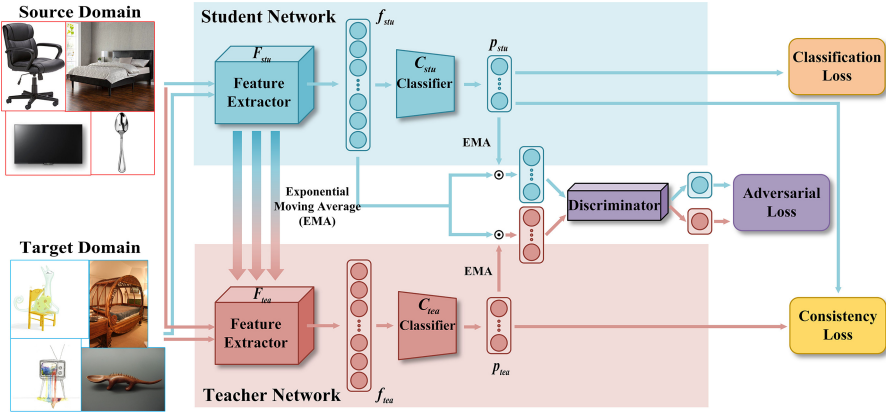 Source Domain
Student Network
f_stu
F_stu
Feature
Extractor
C_stu
Classifier
p_stu
Classification
Loss
EMA
Exponential
Moving Average
(EMA)
Discriminator
Adversarial
Loss
Target Domain
EMA
F_tea
Feature
Extractor
C_tea
Classifier
p_tea
Consistency
Loss
Teacher Network
f_tea